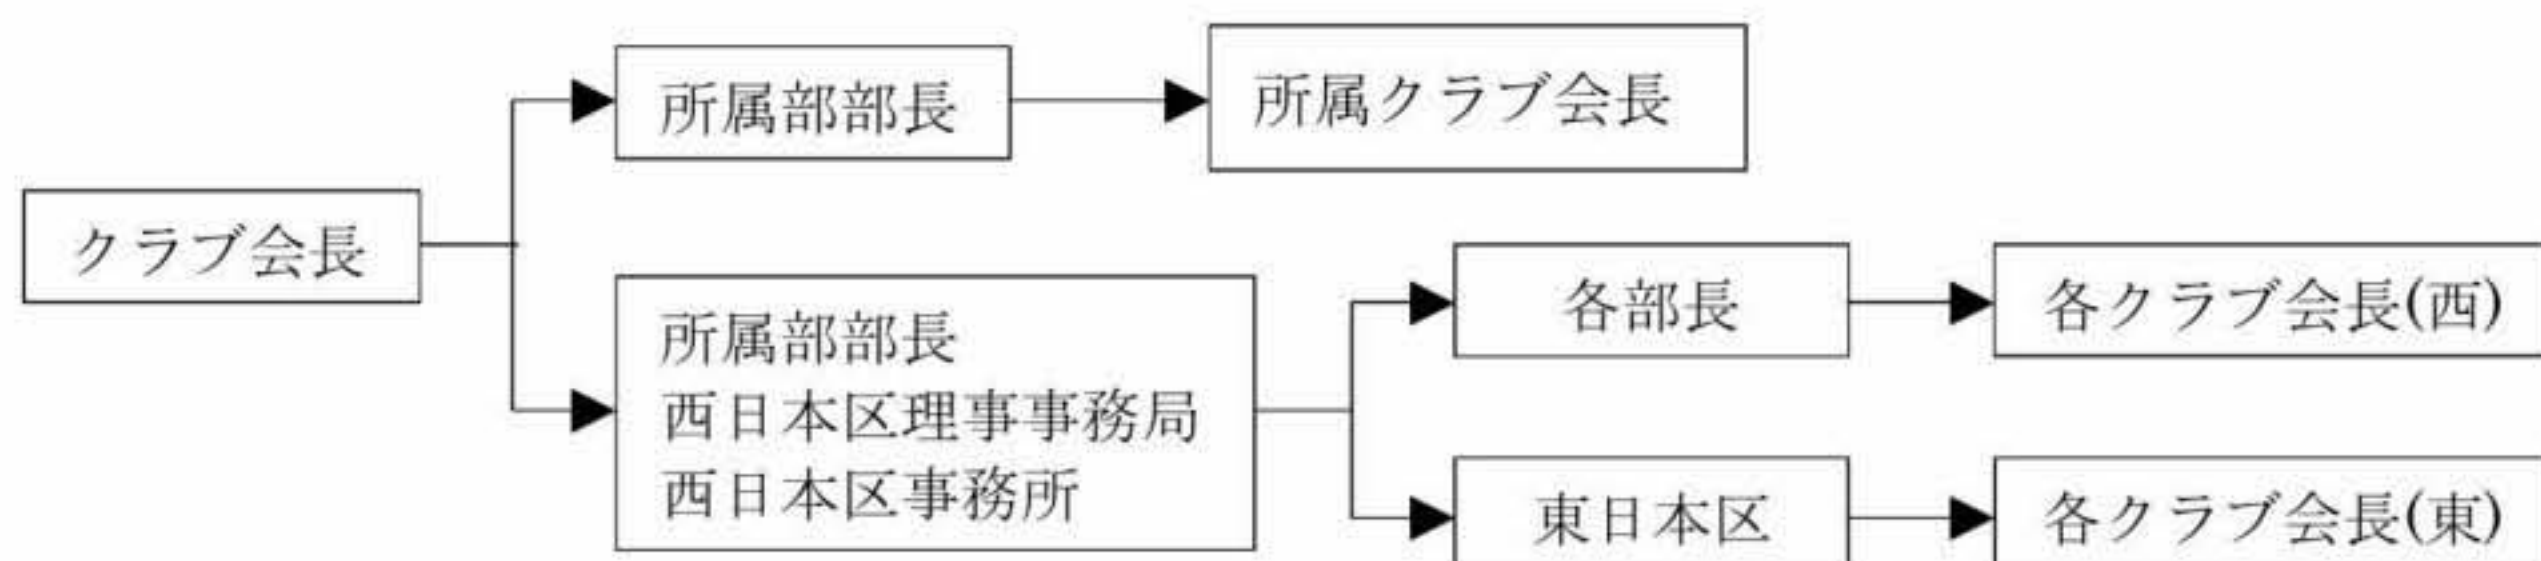 所属部部長
所属クラブ会長
クラブ会長
所属部部長
西日本区理事事務局
西日本区事務所
各部長
各クラブ会長(西)
東日本区
各クラブ会長(東)